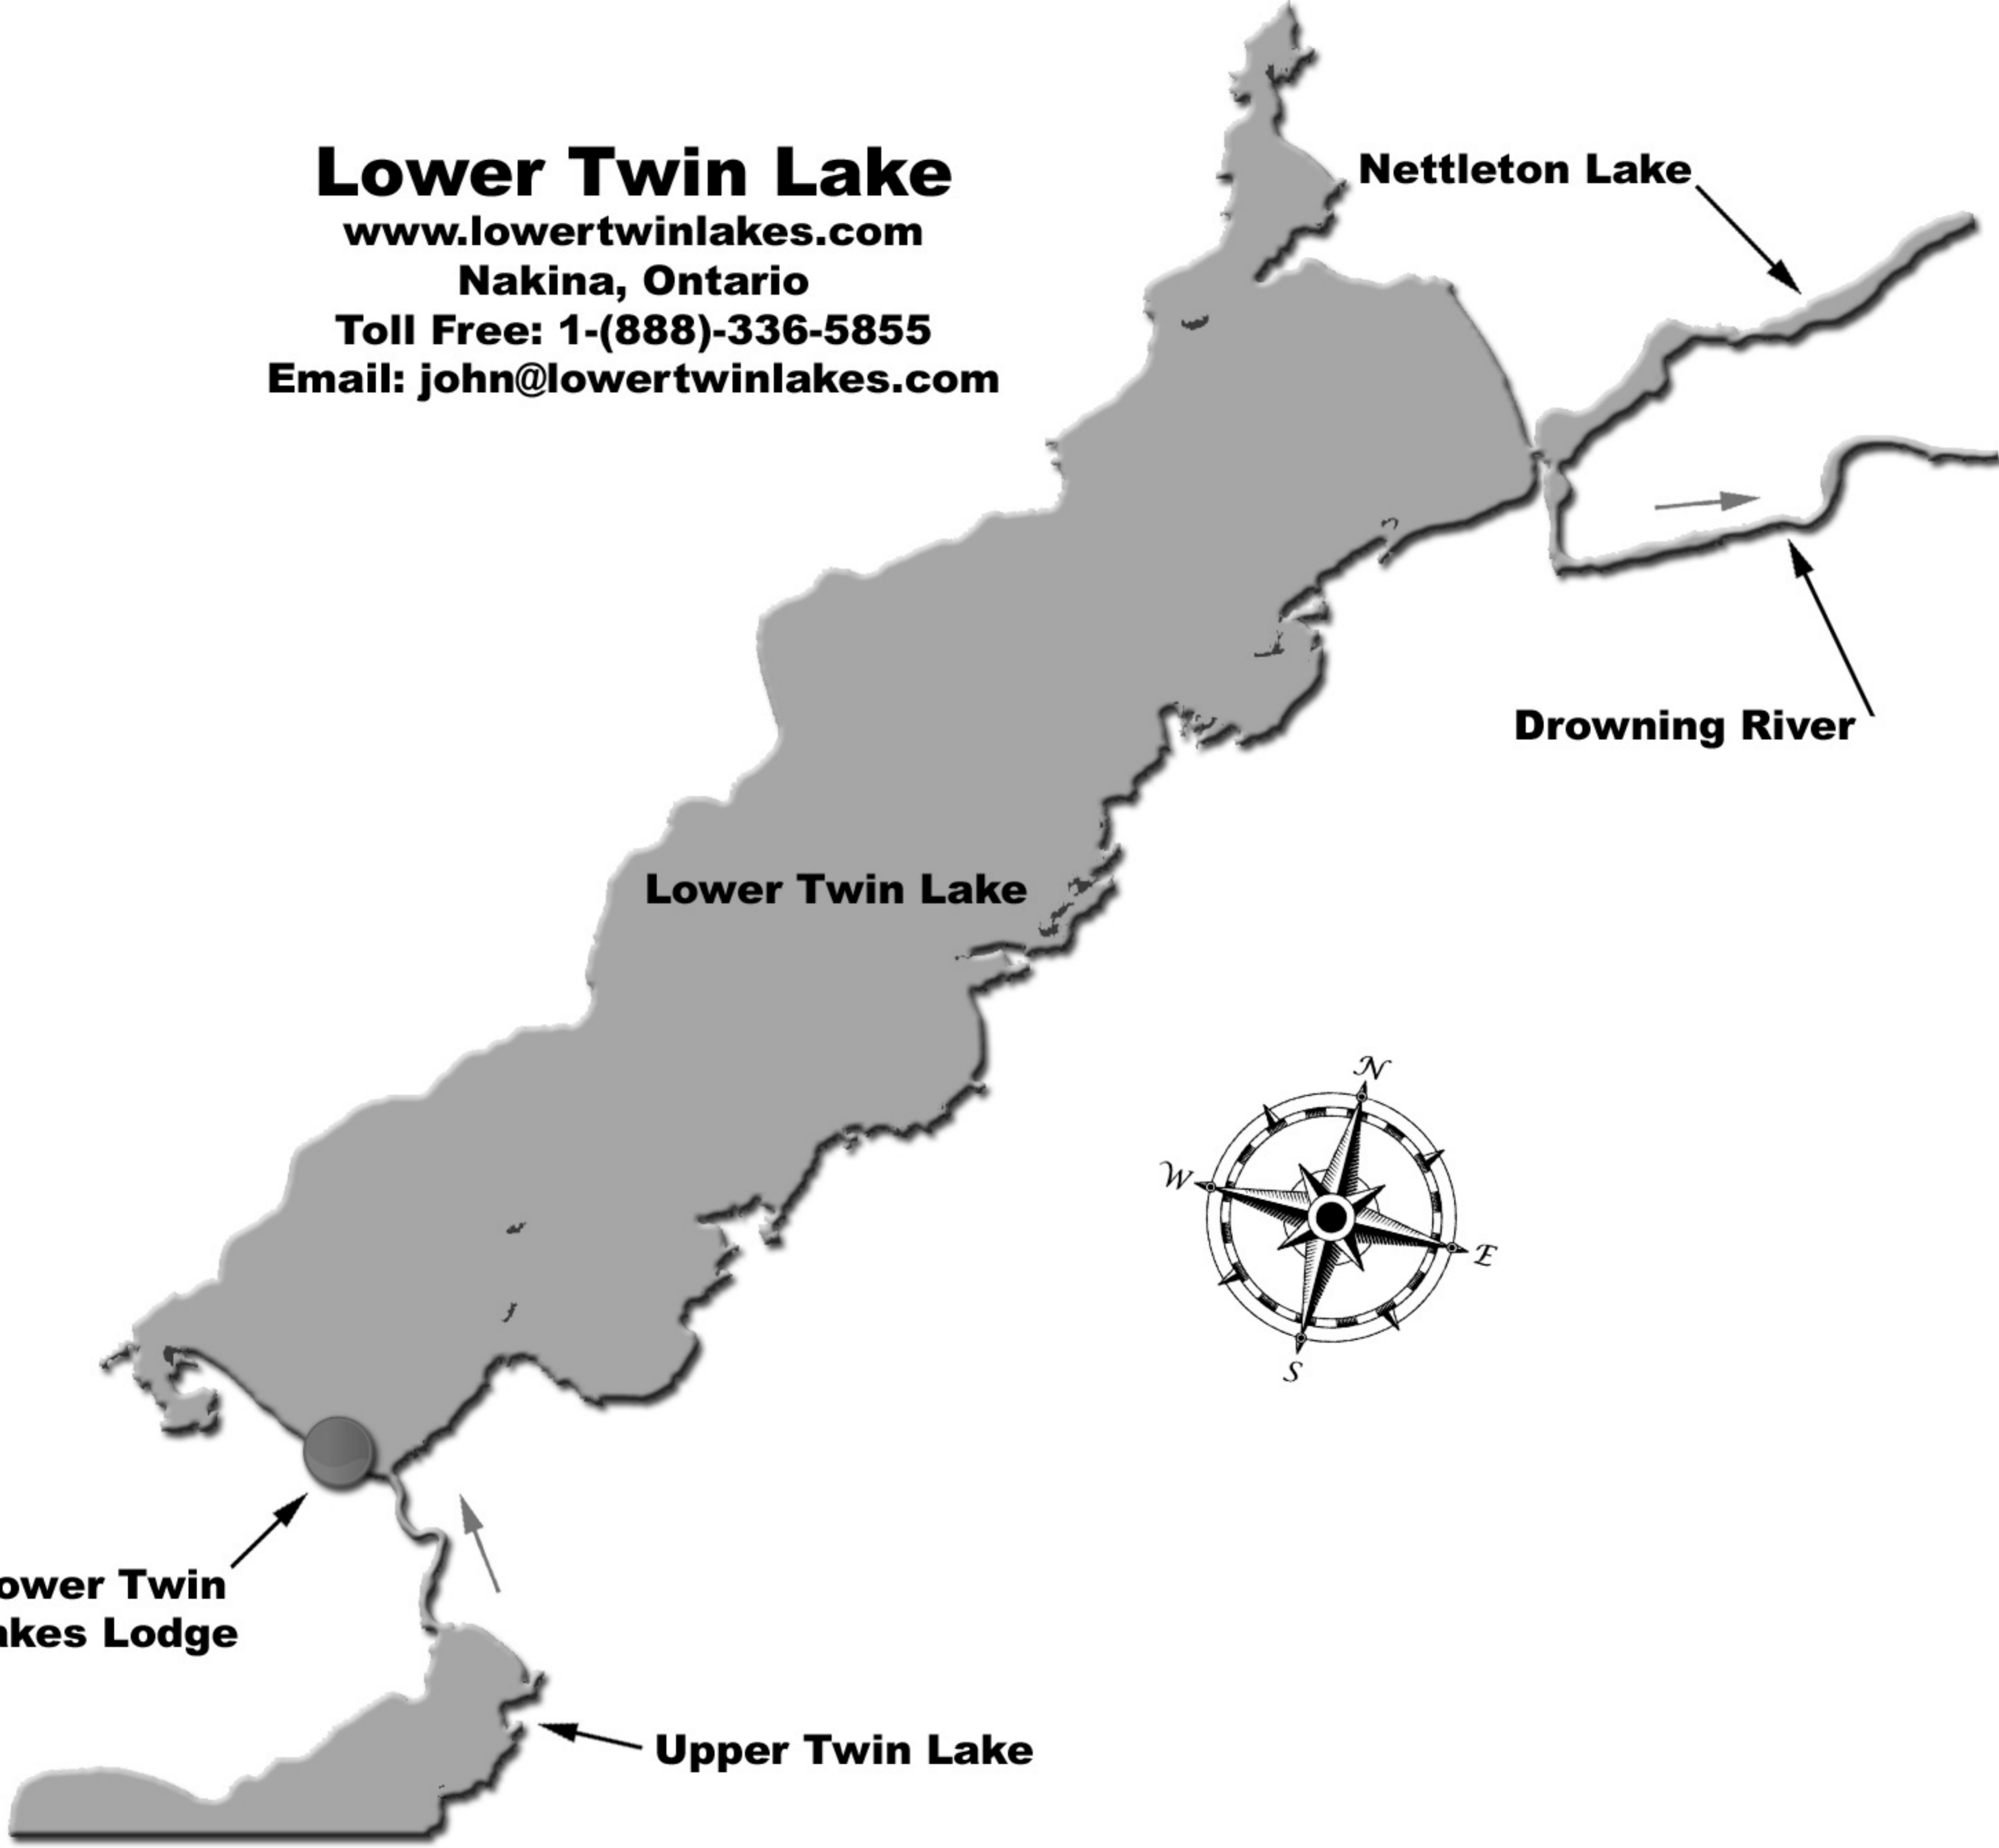 Lower Twin Lake
www.lowertwinlakes.com
Nakina, Ontario
Toll Free: 1-(888)-336-5855
Email: john@lowertwinlakes.com
Nettleton Lake
Drowning River
Lower Twin Lake
N
W
E
S
ower Twin
akes Lodge
Upper Twin Lake